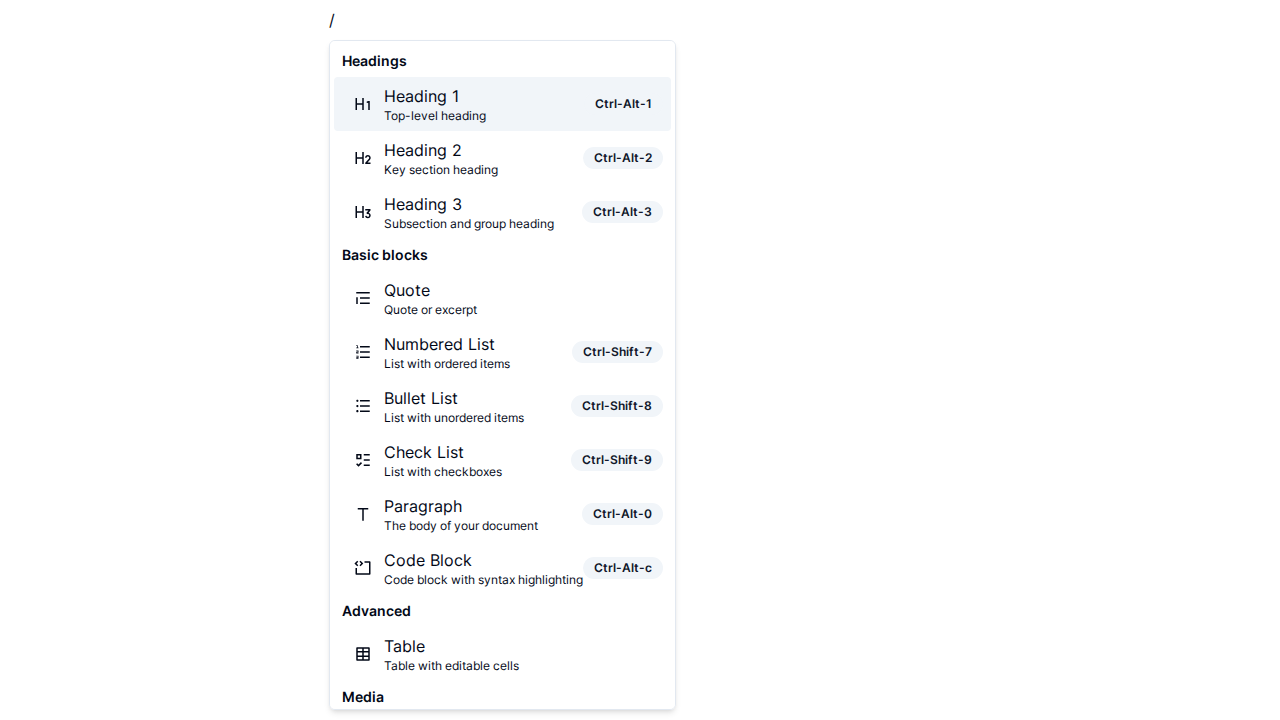 /
Headings
Heading 1
Top-level heading
Ctrl-Alt-1
Heading 2
Key section heading
Ctrl-Alt-2
Heading 3
Subsection and group heading
Ctrl-Alt-3
Basic blocks
Quote
Quote or excerpt
Numbered List
List with ordered items
Ctrl-Shift-7
Bullet List
List with unordered items
Ctrl-Shift-8
Check List
List with checkboxes
Ctrl-Shift-9
Paragraph
The body of your document
Ctrl-Alt-0
Code Block
Code block with syntax highlighting
Ctrl-Alt-c
Advanced
Table
Table with editable cells
Media